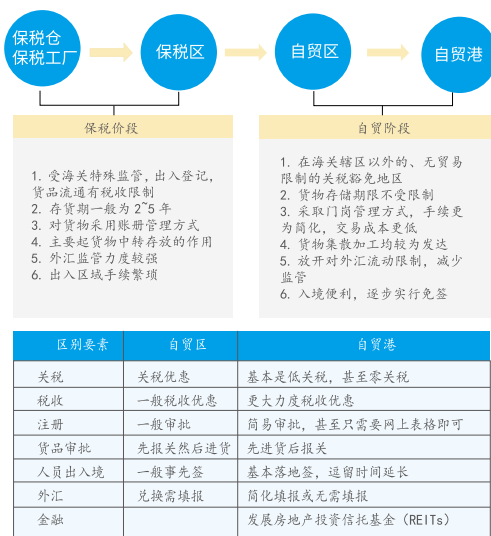 保税仓
保税工厂
保税区
自贸区
自贸港
保税价段
1. 受海关特殊监管，出入登记，
货品流通有税收限制
2. 存货期一般为 2~5 年
3. 对货物采用账册管理方式
4. 主要起货物中转存放的作用
5. 外汇监管力度较强
6. 出入区域手续繁琐
自贸阶段
1. 在海关辖区以外的、无贸易
限制的关税豁免地区
2. 货物存储期限不受限制
3. 采取门岗管理方式，手续更
为简化，交易成本更低
4. 货物集散加工均较为发达
5. 放开对外汇流动限制，减少
监管
6. 入境便利，逐步实行免签
区别要素 自贸区 自贸港
关税 关税优惠 基本是低关税，甚至零关税
税收 一般税收优惠 更大力度税收优惠
注册 一般审批 简易审批，甚至只需要网上表格即可
货品审批 先报关然后进货 先进货后报关
人员出入境 一般事先签 基本落地签，逗留时间延长
外汇 兑换需填报 简化填报或无需填报
金融 发展房地产投资信托基金（REITs）